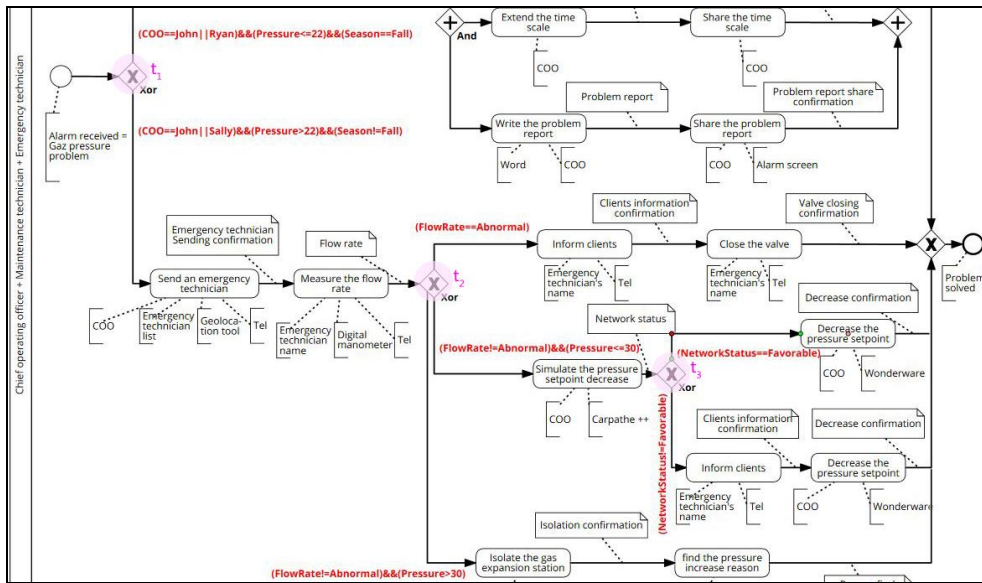 Chief operating officer + Maintenance technician + Emergency technician
Extend the time
scale
Share the time
scale
And
COO
COO
(COO==John||Ryan)&&(Pressure<=22)&&(Season==Fall)
t1
X
Xor
Problem report
Problem report share
confirmation
Alarm received =
Gaz pressure
problem
(COO==John||Sally)&&(Pressure>22)&&(Season!=Fall)
Write the problem
report
Share the problem
report
Word
COO
COO
Alarm screen
Emergency technician
Sending confirmation
Flow rate
Clients information
confirmation
Valve closing
confirmation
(FlowRate==Abnormal)
Inform clients
Close the valve
X
t2
Send an emergency
technician
Measure the flow
rate
X
Xor
Emergency
technician's
name
Tel
Emergency
technician's
name
Tel
Problem
solved
COO
Emergency
technician
list
Geoloca-
tion tool
Tel
Emergency
technician
name
Digital
manometer
Tel
Network status
Decrease confirmation
Decrease the
pressure setpoint
(FlowRate!=Abnormal)&&(Pressure<=30)
(NetworkStatus==Favorable)
t3
Simulate the pressure
setpoint decrease
X
Xor
COO
Wonderware
COO
Carpathe ++
(NetworkStatus!=Favorable)
Clients information
confirmation
Decrease confirmation
Inform clients
Decrease the
pressure setpoint
Emergency
technician's
name
Tel
COO
Wonderware
Isolation confirmation
Isolate the gas
expansion station
find the pressure
increase reason
(FlowRate!=Abnormal)&&(Pressure>30)